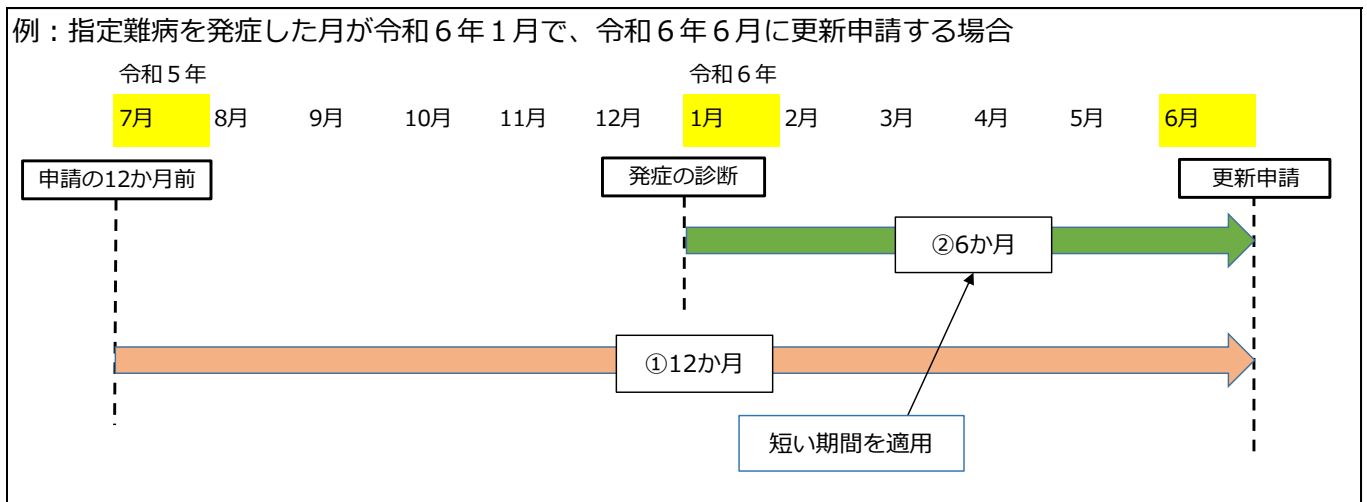 例：指定難病を発症した月が令和６年１月で、令和６年６月に更新申請する場合
令和５年 令和６年
7月 8月 9月 10月 11月 12月 1月 2月 3月 4月 5月 6月
申請の12か月前 発症の診断 更新申請
②6か月
①12か月
短い期間を適用